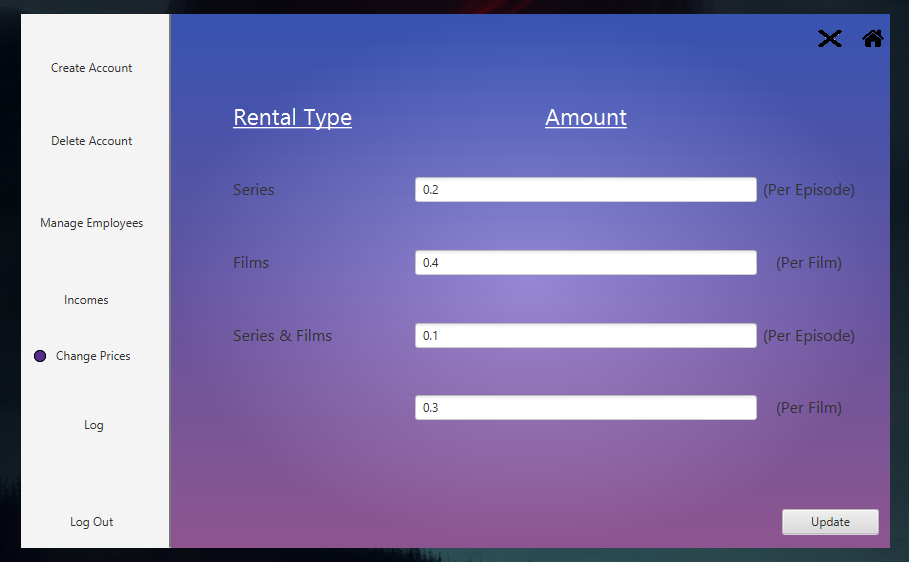 Create Account
Delete Account
Manage Employees
Incomes
Change Prices
Log
Log Out
Rental Type Amount
Series 0.2 (Per Episode)
Films 0.4 (Per Film)
Series & Films 0.1 (Per Episode)
0.3 (Per Film)
Update